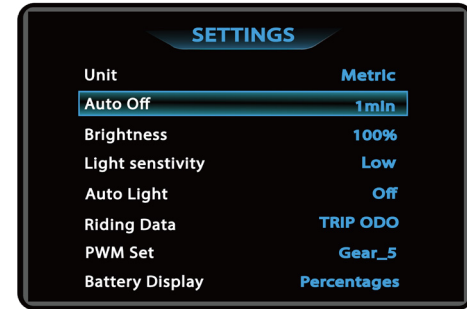 SETTINGS
Unit Metric
Auto Off 1min
Brightness 100%
Light senstivity Low
Auto Light Off
Riding Data TRIP ODO
PWM Set Gear_5
Battery Display Percentages